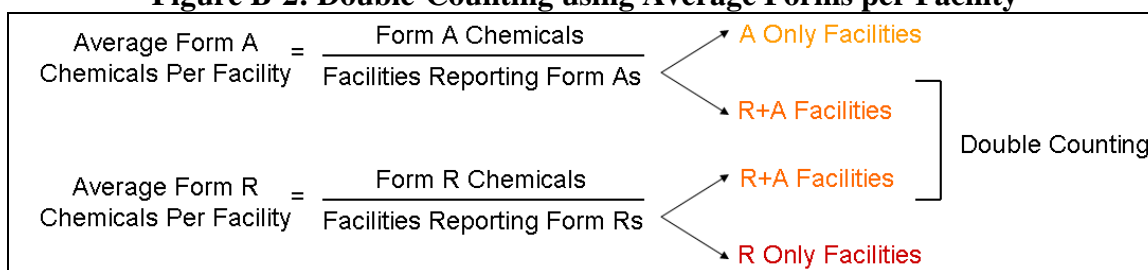 Figure B-2: Double-Counting using Average Forms per Facility
Average Form A
Chemicals Per Facility
=
Form A Chemicals
Facilities Reporting Form As
A Only Facilities
R+A Facilities
Average Form R
Chemicals Per Facility
=
Form R Chemicals
Facilities Reporting Form Rs
R+A Facilities
R Only Facilities
Double Counting